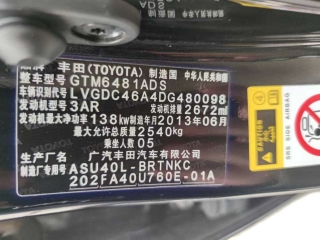 品牌 丰田(TOYOTA) 制造国 中华人民共和国
整车型号 GTM6481ADS
车辆识别代号 LVGDC46A4DG480098
发动机型号 3AR 发动机排量 2672ml
发动机最大净功率 138kw 制造年月 2013年06月
最大允许总质量 2540kg
乘坐人数 05
生产厂名 广汽丰田汽车有限公司
ASU40L-BRTNKC
202FA40U760E-01A
SRS AIRBAG